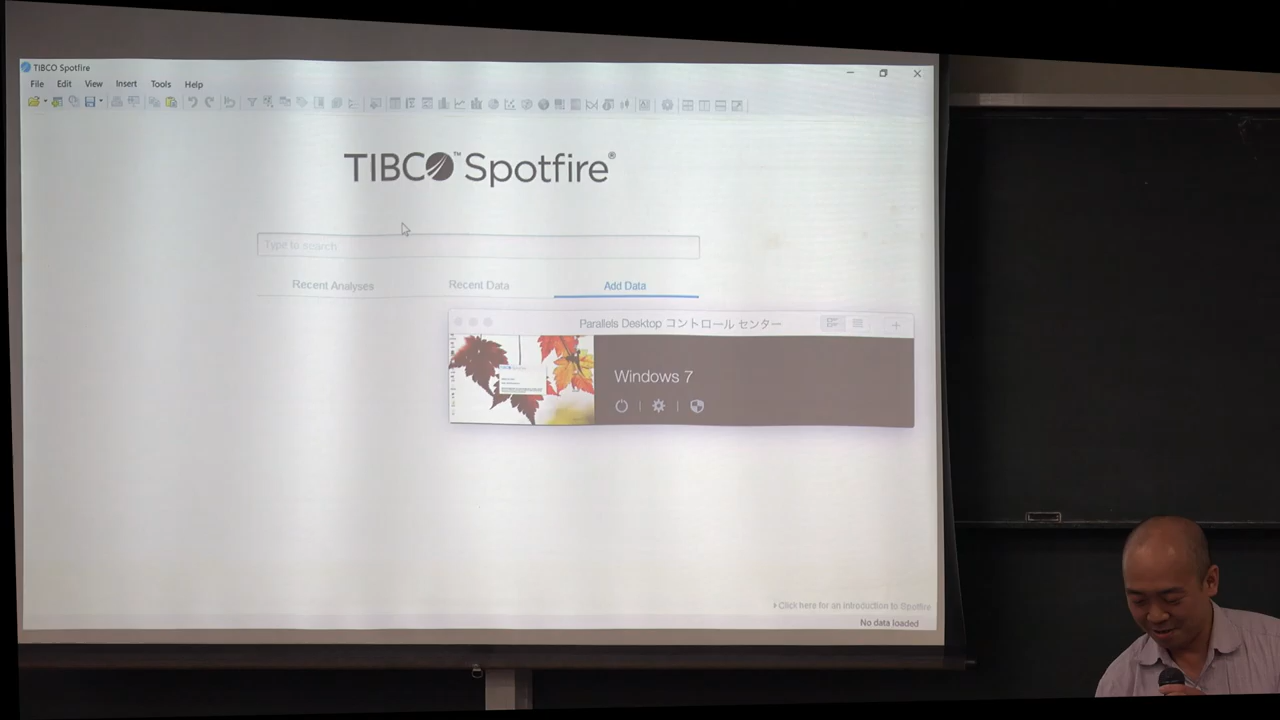 TIBCO Spotfire
File Edit View Insert Tools Help
TIBCO™ Spotfire®
Type to search
Recent Analyses Recent Data Add Data
Parallels Desktop コントロール センター
Windows 7
Click here for an introduction to Spotfire
No data loaded